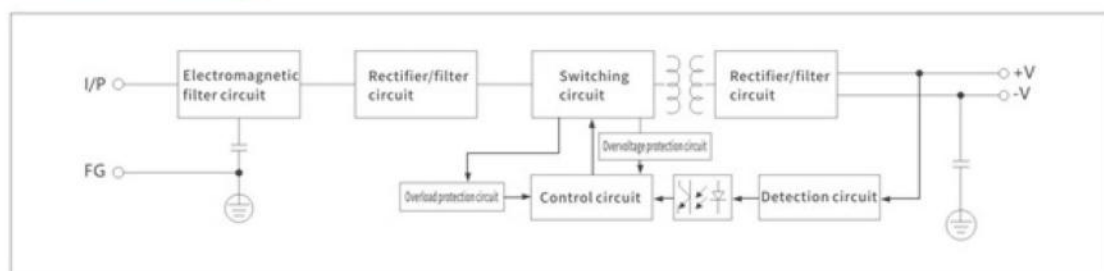 I/P
Electromagnetic
filter circuit
Rectifier/filter
circuit
Switching
circuit
Rectifier/filter
circuit
+V
-V
Overvoltage protection circuit
FG
Overload protection circuit
Control circuit
Detection circuit